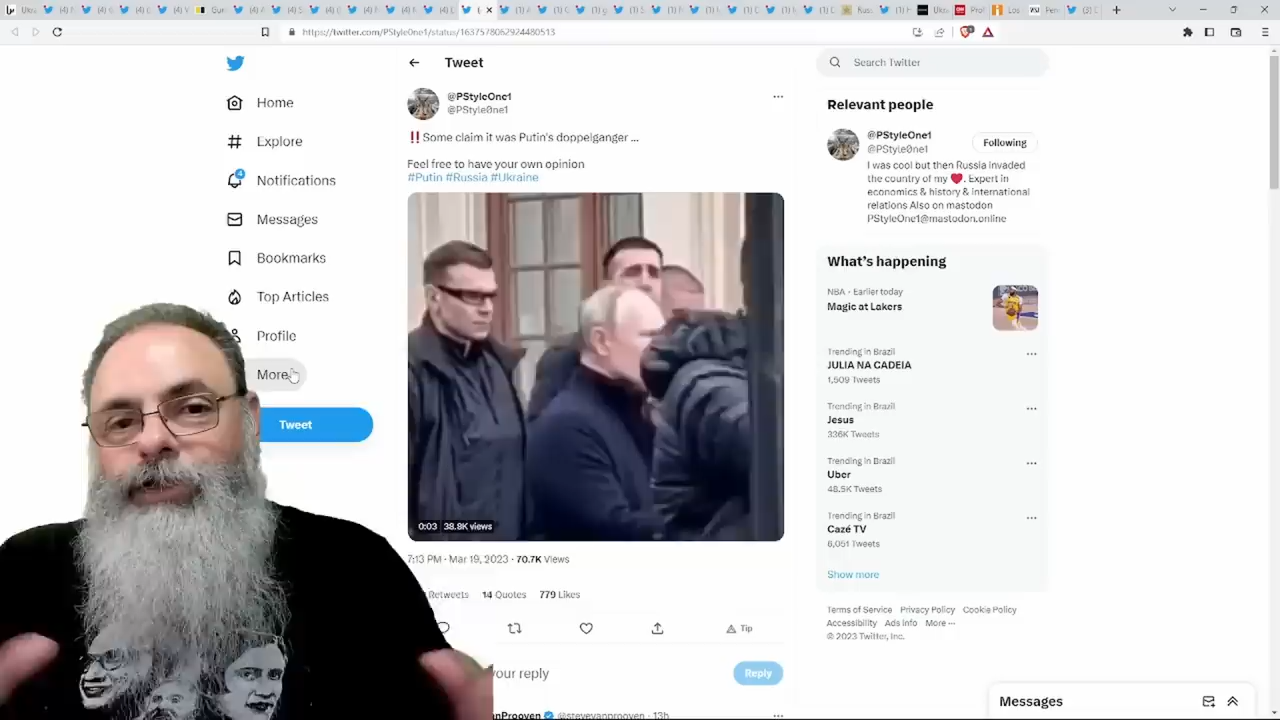 https://twitter.com/PStyle0ne1/status/1637578062924480513
Home
Explore
4
Notifications
Messages
Bookmarks
Top Articles
Profile
More
Tweet
Tweet
@PStyleOne1
@PStyle0ne1
‼️Some claim it was Putin's doppelganger ...
Feel free to have your own opinion
#Putin #Russia #Ukraine
0:03 38.8K views
7:13 PM · Mar 19, 2023 · 70.7K Views
Retweets 14 Quotes 779 Likes
Tip
your reply
Reply
@stevevanprooyen · 13h
Search Twitter
Relevant people
@PStyleOne1
@PStyle0ne1
Following
I was cool but then Russia invaded
the country of my ❤️. Expert in
economics & history & international
relations Also on mastodon
PStyleOne1@mastodon.online
What's happening
NBA · Earlier today
Magic at Lakers
Trending in Brazil
JULIA NA CADEIA
1,509 Tweets
Trending in Brazil
Jesus
336K Tweets
Trending in Brazil
Uber
48.5K Tweets
Trending in Brazil
Cazé TV
6,051 Tweets
Show more
Terms of Service Privacy Policy Cookie Policy
Accessibility Ads info More ···
© 2023 Twitter, Inc.
Messages